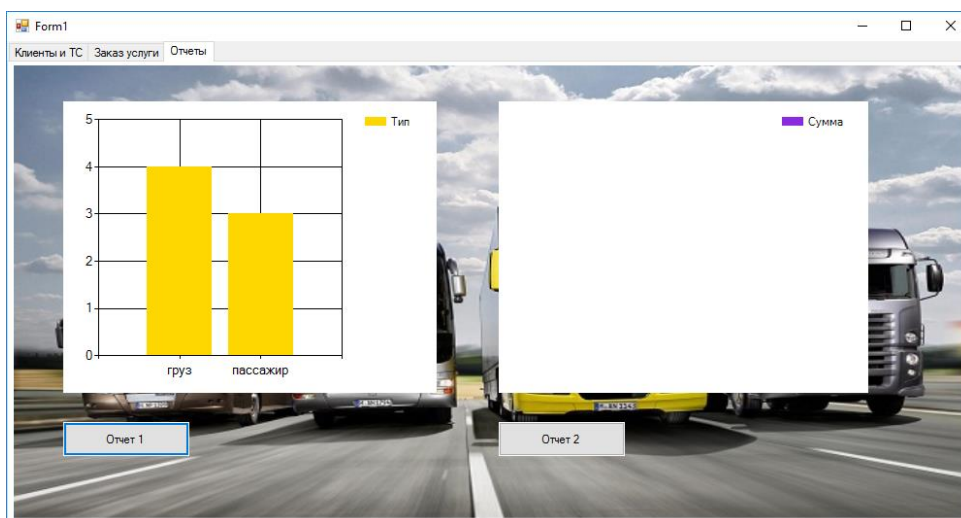 Form1
Клиенты и ТС Заказ услуги Отчеты
5
4
3
2
1
0
груз пассажир
Тип
Сумма
Отчет 1
Отчет 2